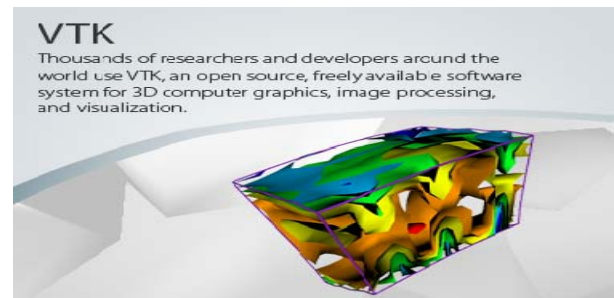 VTK
Thousands of researchers and developers around the
world use VTK, an open source, freely available software
system for 3D computer graphics, image processing,
and visualization.